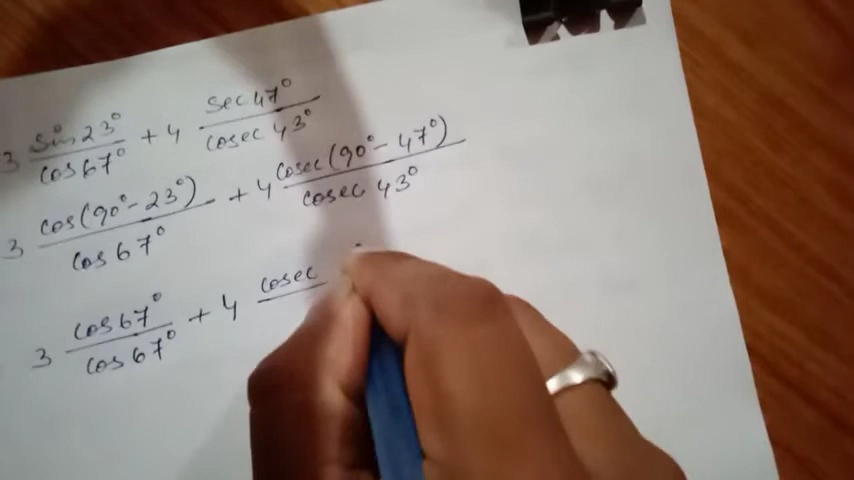 3 sin23°/cos67° + 4 sec47°/cosec43°
3 cos(90°-23°)/cos67° + 4 cosec(90°-47°)/cosec43°
3 cos67°/cos67° + 4 cosec